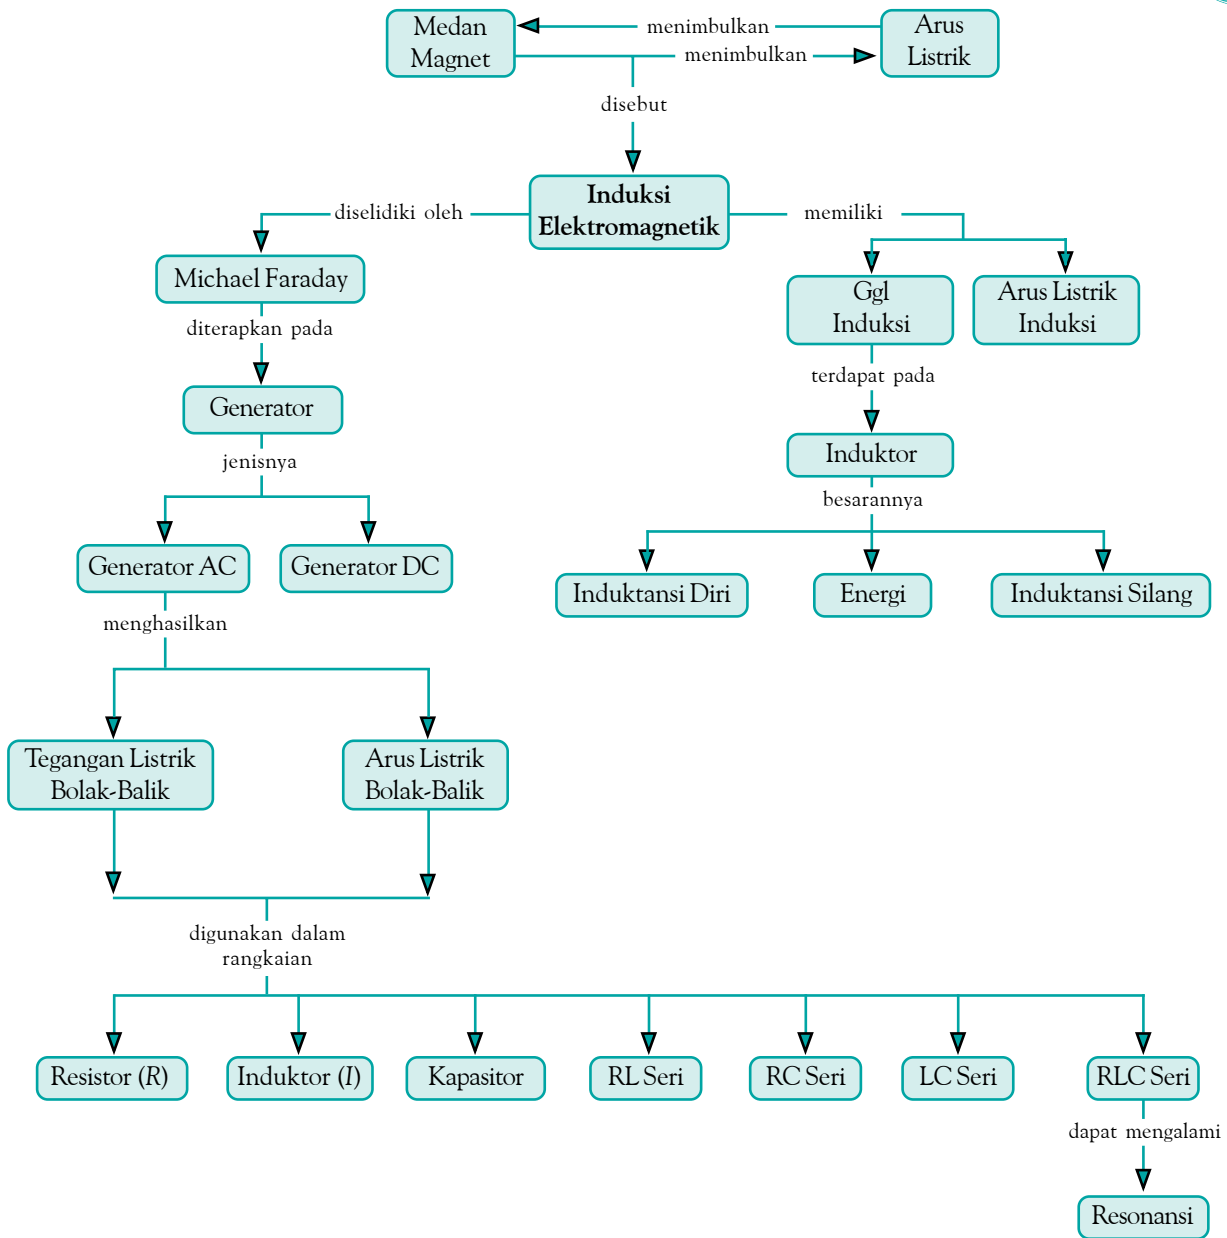 Medan
Magnet
menimbulkan
Arus
Listrik
menimbulkan
disebut
Induksi
Elektromagnetik
diselidiki oleh
memiliki
Michael Faraday
Ggl
Induksi
Arus Listrik
Induksi
diterapkan pada
terdapat pada
Generator
Induktor
jenisnya
besarannya
Generator AC
Generator DC
Induktansi Diri
Energi
Induktansi Silang
menghasilkan
Tegangan Listrik
Bolak-Balik
Arus Listrik
Bolak-Balik
digunakan dalam
rangkaian
Resistor (R)
Induktor (I)
Kapasitor
RL Seri
RC Seri
LC Seri
RLC Seri
dapat mengalami
Resonansi